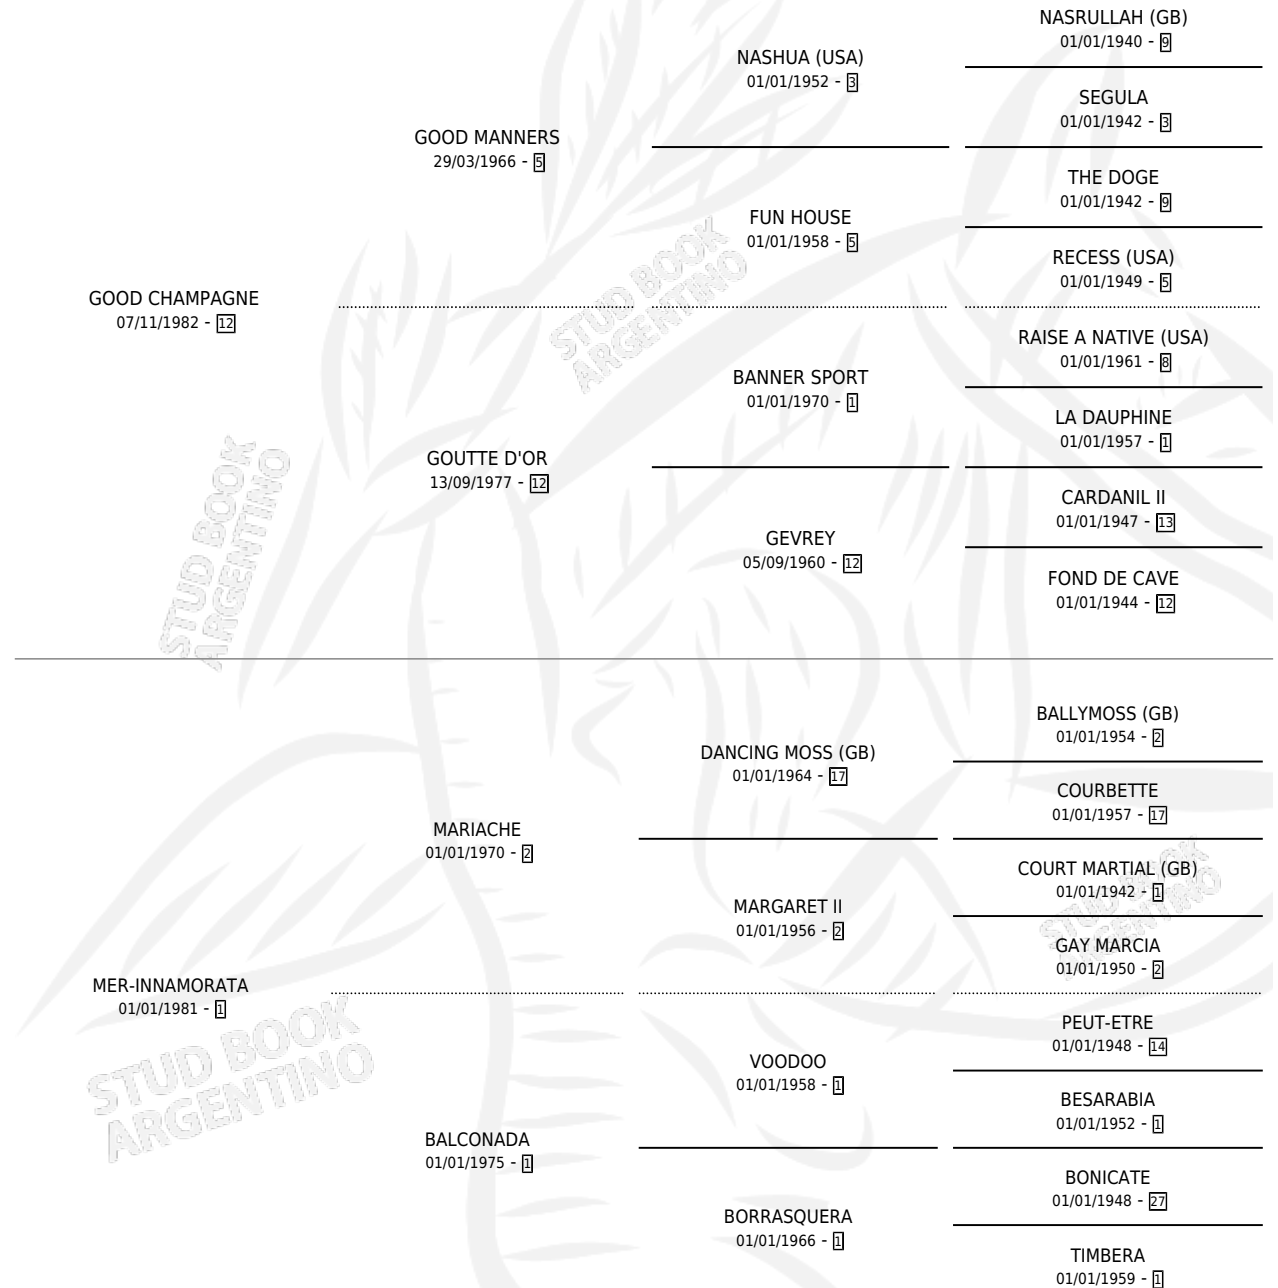 NASRULLAH (GB)
01/01/1940 - 9
NASHUA (USA)
01/01/1952 - 3
SEGULA
01/01/1942 - 3
GOOD MANNERS
29/03/1966 - 5
THE DOGE
01/01/1942 - 9
FUN HOUSE
01/01/1958 - 5
RECESS (USA)
01/01/1949 - 5
GOOD CHAMPAGNE
07/11/1982 - 12
RAISE A NATIVE (USA)
01/01/1961 - 8
BANNER SPORT
01/01/1970 - 1
LA DAUPHINE
01/01/1957 - 1
GOUTTE D'OR
13/09/1977 - 12
CARDANIL II
01/01/1947 - 13
GEVREY
05/09/1960 - 12
FOND DE CAVE
01/01/1944 - 12
BALLYMOSS (GB)
01/01/1954 - 2
DANCING MOSS (GB)
01/01/1964 - 17
COURBETTE
01/01/1957 - 17
MARIACHE
01/01/1970 - 2
COURT MARTIAL (GB)
01/01/1942 - 1
MARGARET II
01/01/1956 - 2
GAY MARCIA
01/01/1950 - 2
MER-INNAMORATA
01/01/1981 - 1
PEUT-ETRE
01/01/1948 - 14
VOODOO
01/01/1958 - 1
BESARABIA
01/01/1952 - 1
BALCONADA
01/01/1975 - 1
BONICATE
01/01/1948 - 27
BORRASQUERA
01/01/1966 - 1
TIMBERA
01/01/1959 - 1
STUD BOOK
ARGENTINO
STUD BOOK
ARGENTINO
STUD BOOK
ARGENTINO
STUD BOOK
ARGENTINO